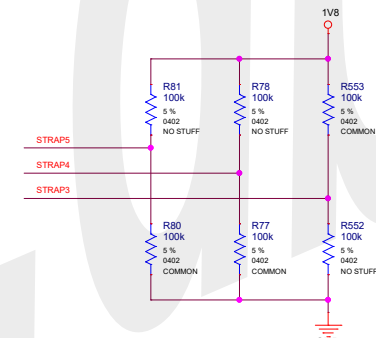 1V8
R81
100k
5 %
0402
NO STUFF
R78
100k
5 %
0402
NO STUFF
R553
100k
5 %
0402
COMMON
STRAP5
STRAP4
STRAP3
R80
100k
5 %
0402
COMMON
R77
100k
5 %
0402
COMMON
R552
100k
5 %
0402
NO STUFF